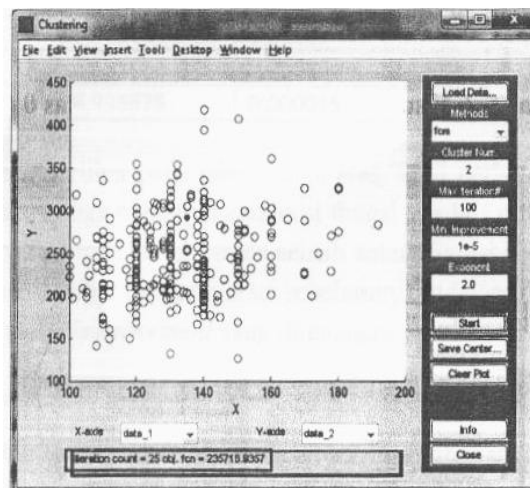 Clustering
File Edit View Insert Tools Desktop Window Help
450
400
350
300
250
200
150
100
Y
100 120 140 160 180 200
X
X-axis data_1 Y-axis data_2
Iteration count = 25 obj. fcn = 235718.9357
Load Data...
Methods
fcm
Cluster Num.
2
Max Iteration#
100
Min. Improvement
1e-5
Exponent
2.0
Start
Save Center...
Clear Plot
Info
Close